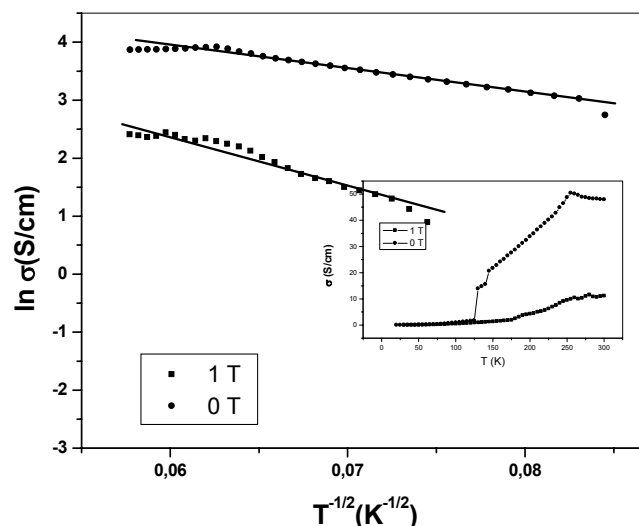 5
4
3
2
1
0
-1
-2
-3
ln σ(S/cm)
1 T
0 T
0,06 0,07 0,08
T⁻¹/²(K⁻¹/²)
50
40
30
20
10
0
σ (S/cm)
1 T
0 T
0 50 100 150 200 250 300
T (K)